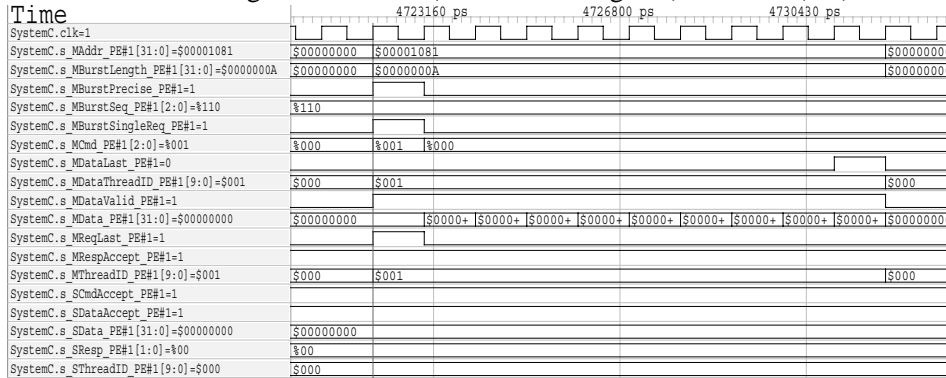 Time 4723160 ps 4726800 ps 4730430 ps
SystemC.clk=1
SystemC.s_MAddr_PE#1[31:0]=$00001081 $00000000 $00001081 $0000000
SystemC.s_MBurstLength_PE#1[31:0]=$0000000A $00000000 $0000000A $0000000
SystemC.s_MBurstPrecise_PE#1=1
SystemC.s_MBurstSeq_PE#1[2:0]=%110 %110
SystemC.s_MBurstSingleReq_PE#1=1
SystemC.s_MCmd_PE#1[2:0]=%001 %000 %001 %000
SystemC.s_MDataLast_PE#1=0
SystemC.s_MDataThreadID_PE#1[9:0]=$001 $000 $001 $000
SystemC.s_MDataValid_PE#1=1
SystemC.s_MData_PE#1[31:0]=$00000000 $00000000 $0000+ $0000+ $0000+ $0000+ $0000+ $0000+ $0000+ $0000+ $0000+ $0000000
SystemC.s_MReqLast_PE#1=1
SystemC.s_MRespAccept_PE#1=1
SystemC.s_MThreadID_PE#1[9:0]=$001 $000 $001 $000
SystemC.s_SCmdAccept_PE#1=1
SystemC.s_SDataAccept_PE#1=1
SystemC.s_SData_PE#1[31:0]=$00000000 $00000000
SystemC.s_SResp_PE#1[1:0]=%00 %00
SystemC.s_SThreadID_PE#1[9:0]=$000 $000